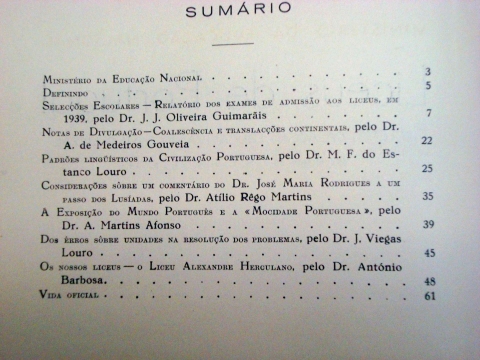 SUMÁRIO
MINISTÉRIO DA EDUCAÇÃO NACIONAL . . . . . . . . . . . 3
DEFININDO . . . . . . . . . . . . . . . . . 5
SELECÇÕES ESCOLARES — RELATÓRIO DOS EXAMES DE ADMISSÃO AOS LICEUS, EM
1939, pelo Dr. J. J. Oliveira Guimarãis . . . . . . . . 7
NOTAS DE DIVULGAÇÃO — COALESCÊNCIA E TRANSLACÇÕES CONTINENTAIS, pelo Dr.
A. de Medeiros Gouveia . . . . . . . . . . . . 22
PADRÕES LINGÜÍSTICOS DA CIVILIZAÇÃO PORTUGUESA, pelo Dr. M. F. do Es-
tanco Louro . . . . . . . . . . . . . . . 25
CONSIDERAÇÕES SÔBRE UM COMENTÁRIO DO DR. JOSÉ MARIA RODRIGUES A UM
PASSO DOS LUSÍADAS, pelo Dr. Atílio Rêgo Martins . . . . . 35
A EXPOSIÇÃO DO MUNDO PORTUGUÊS E A «MOCIDADE PORTUGUESA», pelo
Dr. A. Martins Afonso . . . . . . . . . . . . 39
DOS ÉRROS SÔBRE UNIDADES NA RESOLUÇÃO DOS PROBLEMAS, pelo Dr. J. Viegas
Louro . . . . . . . . . . . . . . . . . 45
OS NOSSOS LICEUS — O LICEU ALEXANDRE HERCULANO, pelo Dr. António
Barbosa. . . . . . . . . . . . . . . . . 48
VIDA OFICIAL . . . . . . . . . . . . . . . . 61